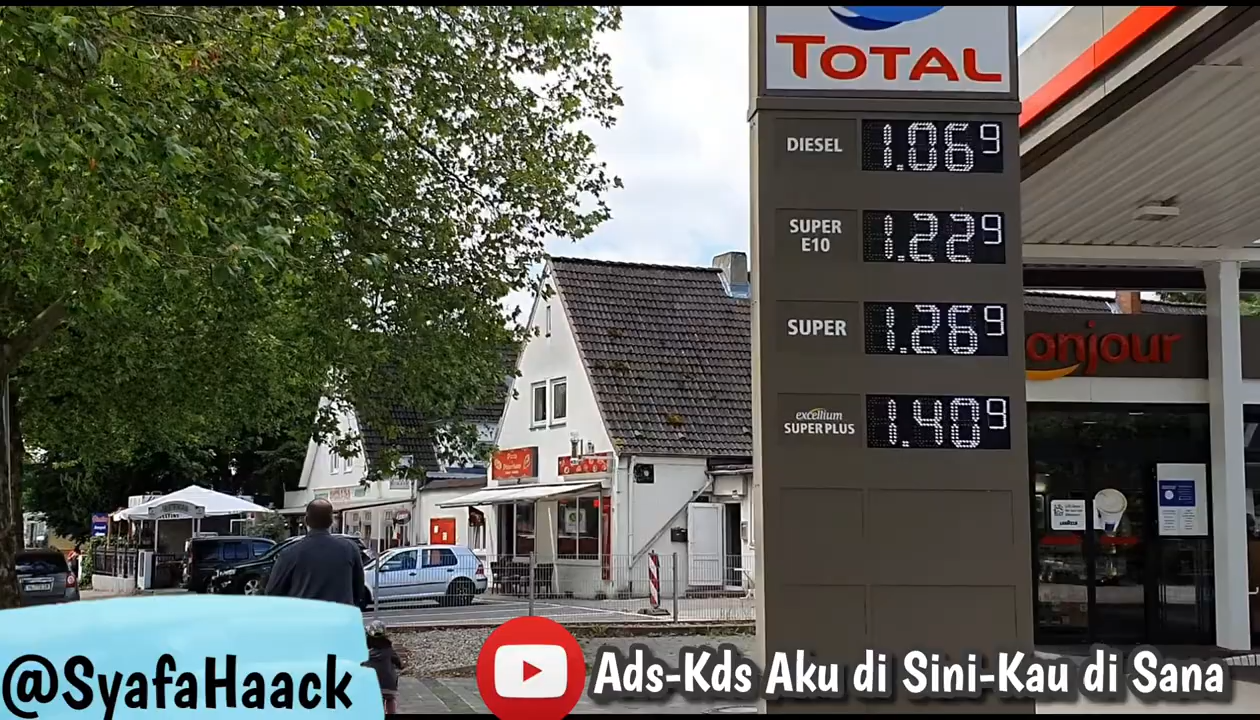 TOTAL
DIESEL 1.069
SUPER
E10 1.229
SUPER 1.269
excellium
SUPER PLUS 1.409
Bonjour
@SyafaHaack
Ads-Kds Aku di Sini-Kau di Sana